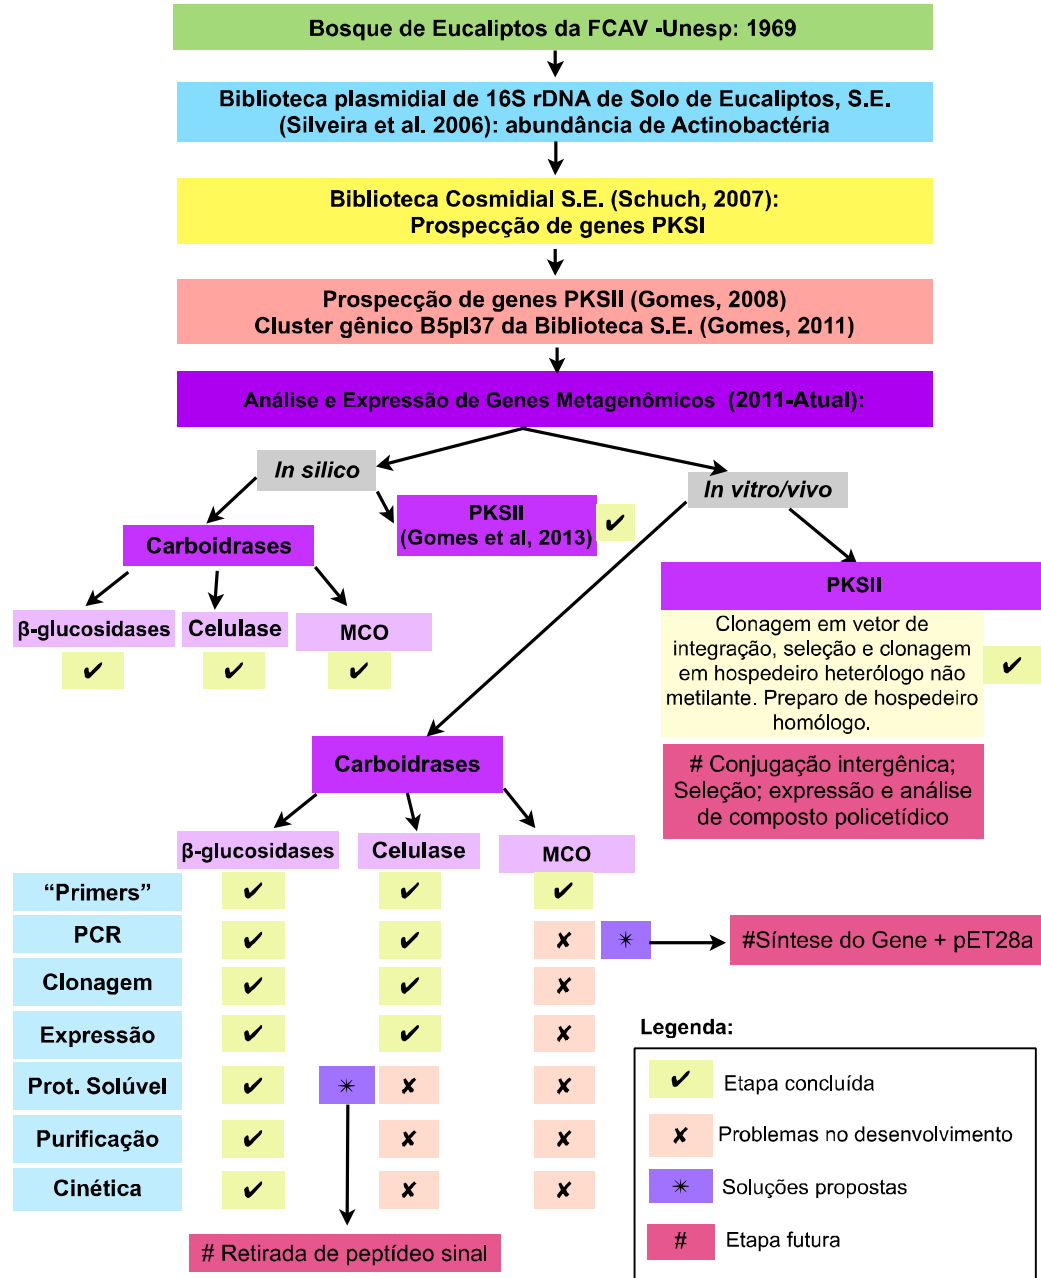 Bosque de Eucaliptos da FCAV -Unesp: 1969
Biblioteca plasmidial de 16S rDNA de Solo de Eucaliptos, S.E.
(Silveira et al. 2006): abundância de Actinobactéria
Biblioteca Cosmidial S.E. (Schuch, 2007):
Prospecção de genes PKSI
Prospecção de genes PKSII (Gomes, 2008)
Cluster gênico B5pl37 da Biblioteca S.E. (Gomes, 2011)
Análise e Expressão de Genes Metagenômicos (2011-Atual):
In silico
In vitro/vivo
PKSII
(Gomes et al, 2013)
✔
Carboidrases
β-glucosidases
Celulase
MCO
✔ ✔ ✔
PKSII
Clonagem em vetor de
integração, seleção e clonagem
em hospedeiro heterólogo não
metilante. Preparo de hospedeiro
homólogo.
✔
# Conjugação intergênica;
Seleção; expressão e análise
de composto policetídico
Carboidrases
β-glucosidases
Celulase
MCO
“Primers” ✔ ✔ ✔
PCR ✔ ✔ ✘ ✳
#Síntese do Gene + pET28a
Clonagem ✔ ✔ ✘
Expressão ✔ ✔ ✘
Prot. Solúvel ✔ ✳ ✘ ✘
Purificação ✔ ✘ ✘
Cinética ✔ ✘ ✘
# Retirada de peptídeo sinal
Legenda:
✔ Etapa concluída
✘ Problemas no desenvolvimento
✳ Soluções propostas
# Etapa futura